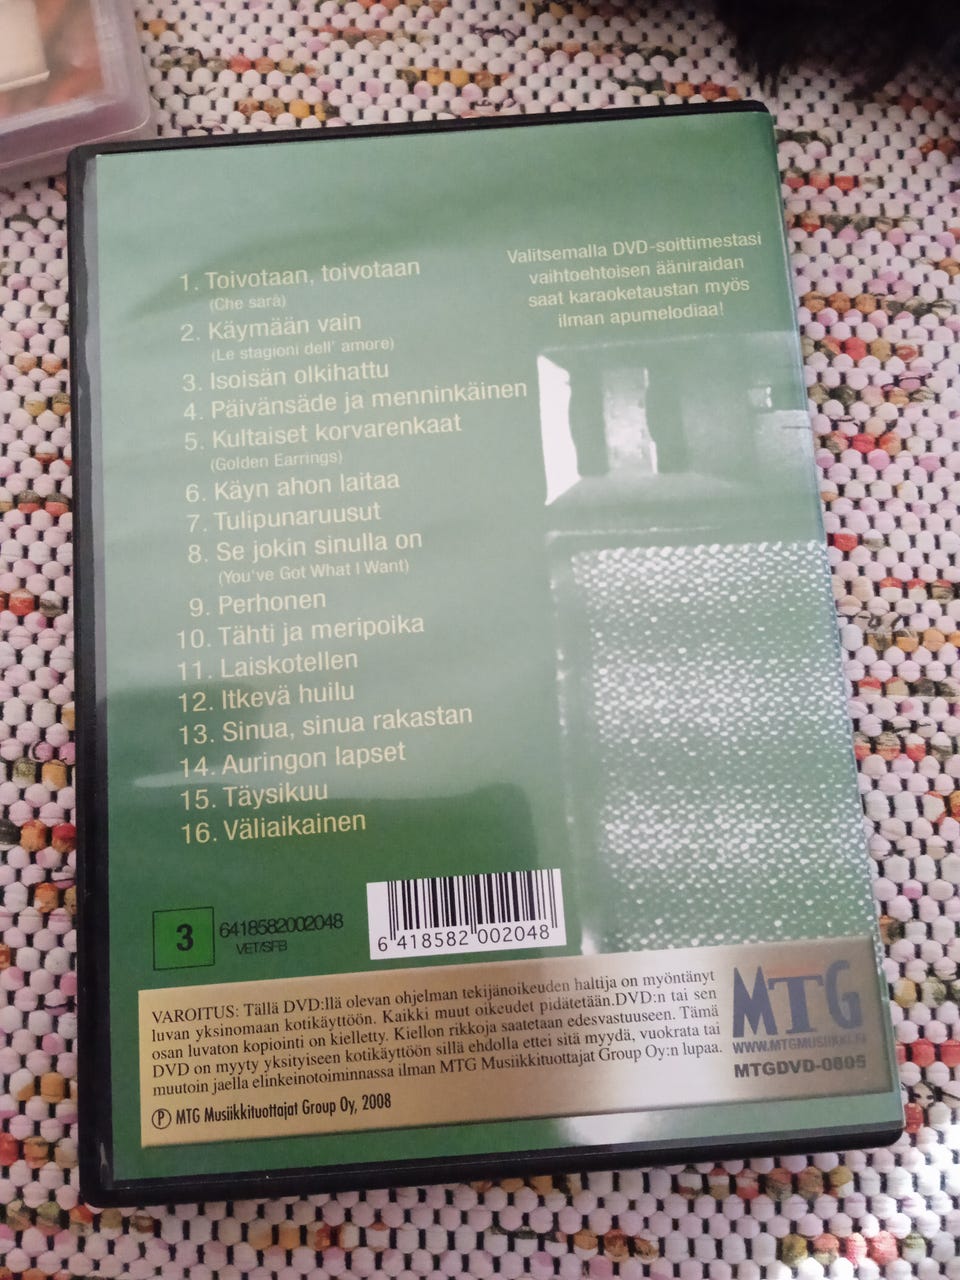 1. Toivotaan, toivotaan
(Che sarà)
2. Käymään vain
(Le stagioni dell' amore)
3. Isoisän olkihattu
4. Päivänsäde ja menninkäinen
5. Kultaiset korvarenkaat
(Golden Earrings)
6. Käyn ahon laitaa
7. Tulipunaruusut
8. Se jokin sinulla on
(You've Got What I Want)
9. Perhonen
10. Tähti ja meripoika
11. Laiskotellen
12. Itkevä huilu
13. Sinua, sinua rakastan
14. Auringon lapset
15. Täysikuu
16. Väliaikainen
Valitsemalla DVD-soittimestasi
vaihtoehtoisen ääniraidan
saat karaoketaustan myös
ilman apumelodiaa!
3
6418582002048
VET/SFB
6 418582 002048
VAROITUS: Tällä DVD:llä olevan ohjelman tekijänoikeuden haltija on myöntänyt
luvan yksinomaan kotikäyttöön. Kaikki muut oikeudet pidätetään.DVD:n tai sen
osan luvaton kopiointi on kielletty. Kiellon rikkoja saatetaan edesvastuuseen. Tämä
DVD on myyty yksityiseen kotikäyttöön sillä ehdolla ettei sitä myydä, vuokrata tai
muutoin jaella elinkeinotoiminnassa ilman MTG Musiikkituottajat Group Oy:n lupaa.
Ⓟ MTG Musiikkituottajat Group Oy, 2008
MTG
WWW.MTGMUSIIKKI.FI
MTGDVD-0805